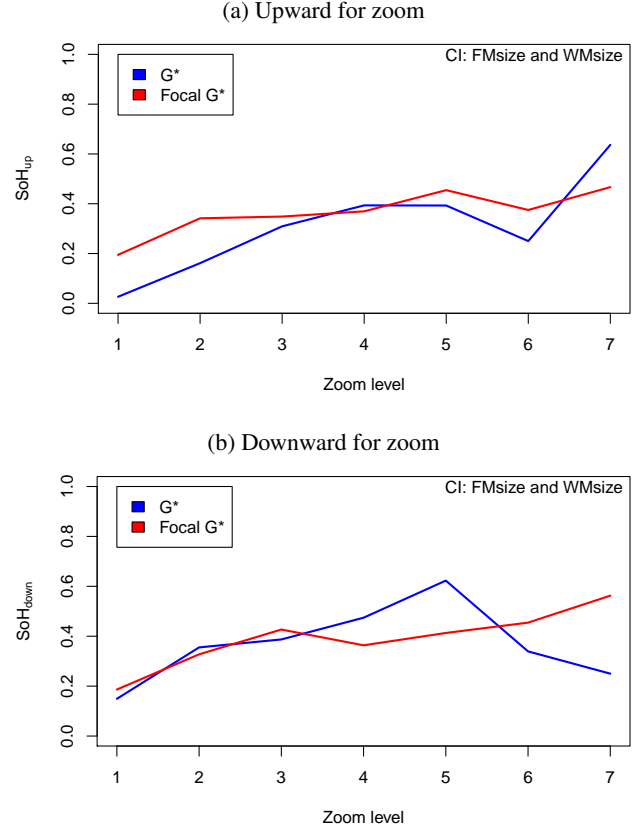 (a) Upward for zoom
CI: FMsize and WMsize
G*
Focal G*
1.0
0.8
0.6
0.4
0.2
0.0
SoHup
1 2 3 4 5 6 7
Zoom level
(b) Downward for zoom
CI: FMsize and WMsize
G*
Focal G*
1.0
0.8
0.6
0.4
0.2
0.0
SoHdown
1 2 3 4 5 6 7
Zoom level